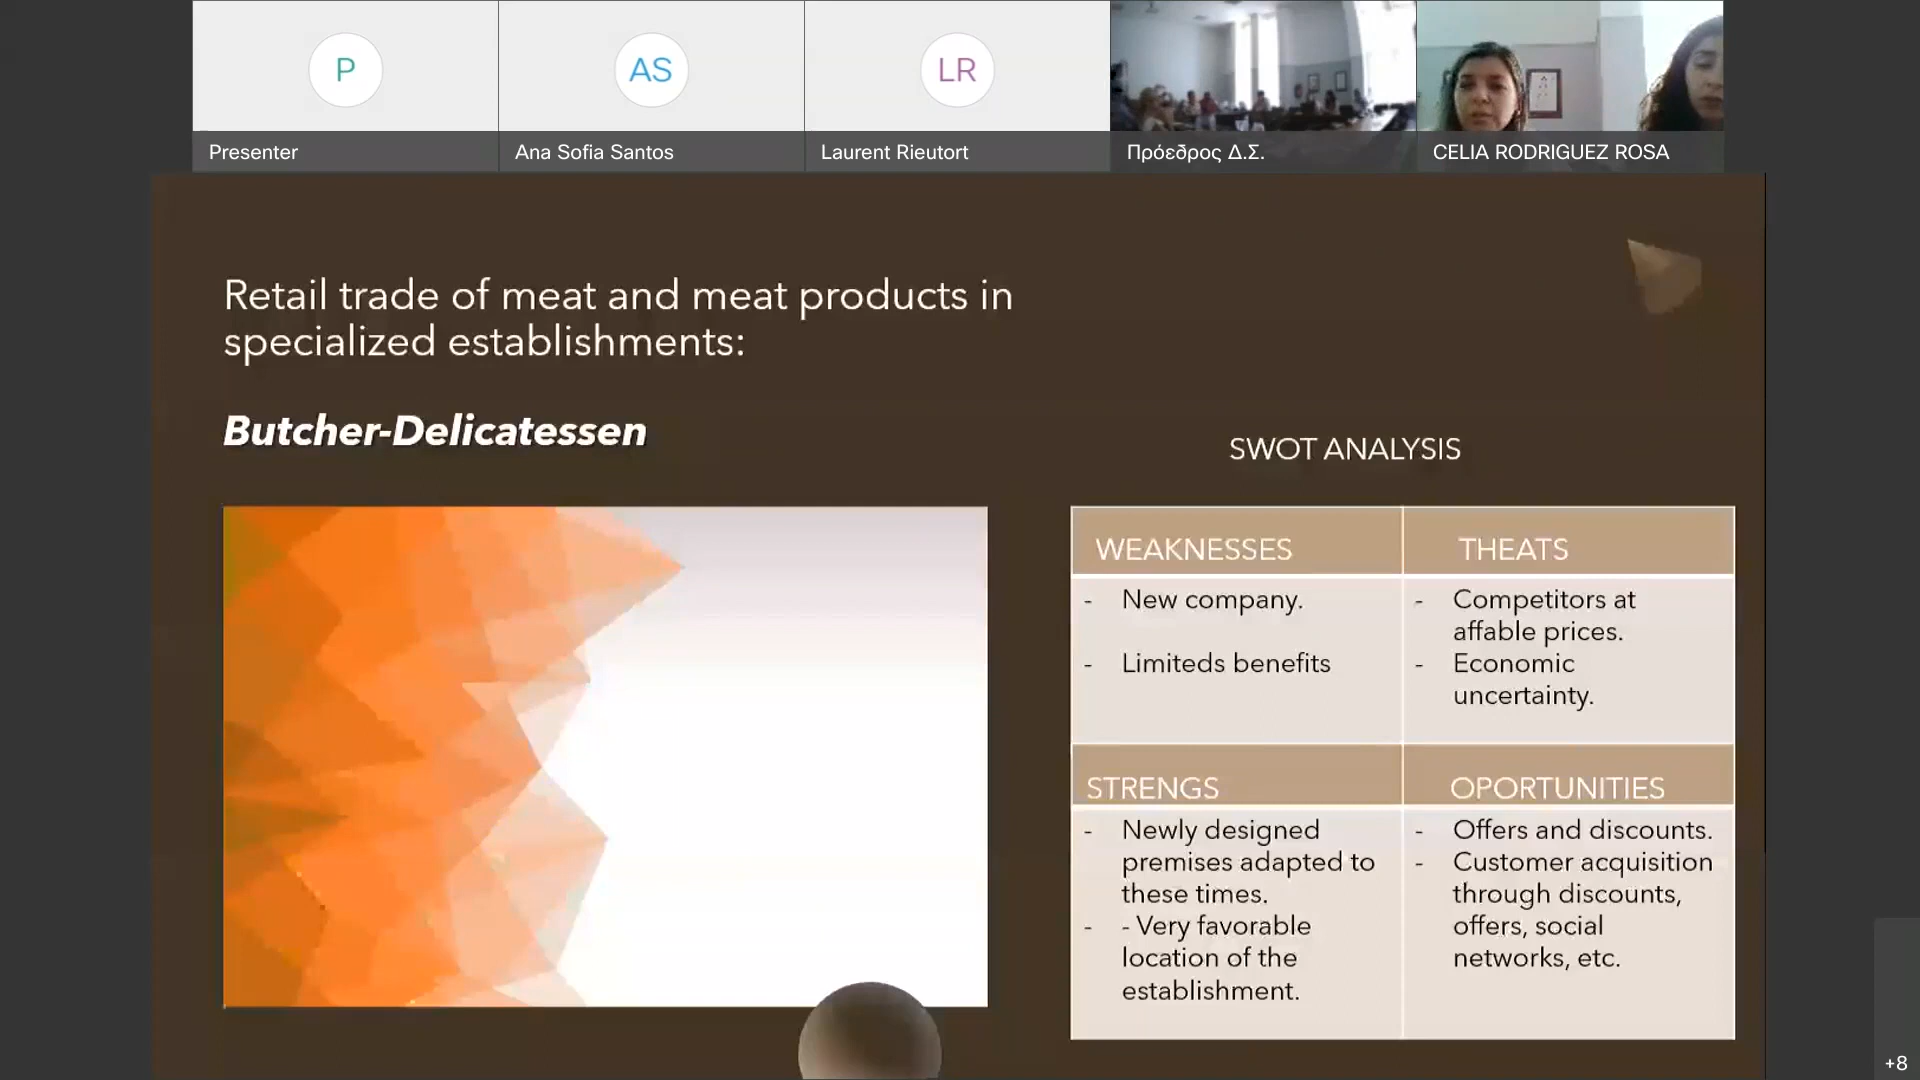 P
AS
LR
Presenter
Ana Sofia Santos
Laurent Rieutort
Πρόεδρος Δ.Σ.
CELIA RODRIGUEZ ROSA
Retail trade of meat and meat products in
specialized establishments:
Butcher-Delicatessen
SWOT ANALYSIS
WEAKNESSES
- New company.
- Limiteds benefits
THEATS
- Competitors at
affable prices.
- Economic
uncertainty.
STRENGS
- Newly designed
premises adapted to
these times.
- - Very favorable
location of the
establishment.
OPORTUNITIES
- Offers and discounts.
- Customer acquisition
through discounts,
offers, social
networks, etc.
+8